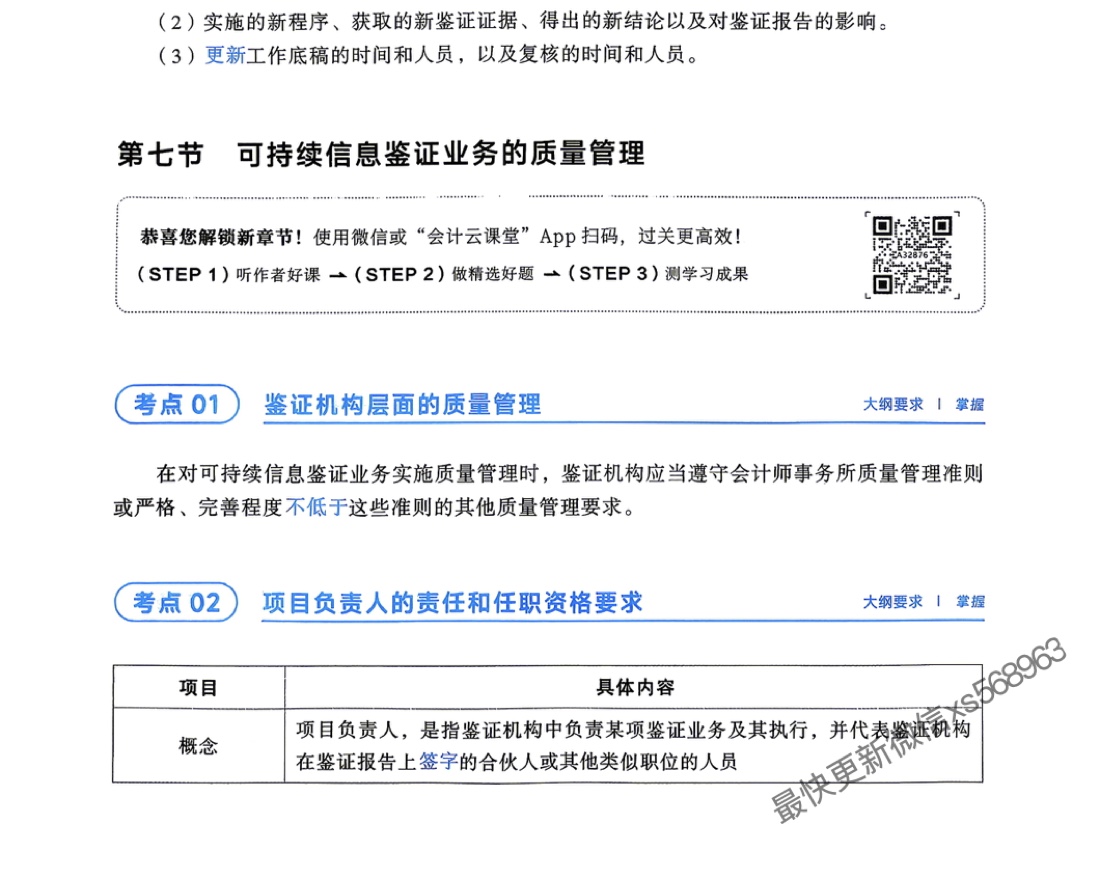 （2）实施的新程序、获取的新鉴证证据、得出的新结论以及对鉴证报告的影响。
（3）更新工作底稿的时间和人员，以及复核的时间和人员。
第七节 可持续信息鉴证业务的质量管理
恭喜您解锁新章节！使用微信或“会计云课堂”App 扫码，过关更高效！
（STEP 1）听作者好课 →（STEP 2）做精选好题 →（STEP 3）测学习成果
A32876
考点 01 鉴证机构层面的质量管理 大纲要求 | 掌握
在对可持续信息鉴证业务实施质量管理时，鉴证机构应当遵守会计师事务所质量管理准则
或严格、完善程度不低于这些准则的其他质量管理要求。
考点 02 项目负责人的责任和任职资格要求 大纲要求 | 掌握
项目 具体内容
概念
项目负责人，是指鉴证机构中负责某项鉴证业务及其执行，并代表鉴证机构
在鉴证报告上签字的合伙人或其他类似职位的人员
最快更新微信xs568963